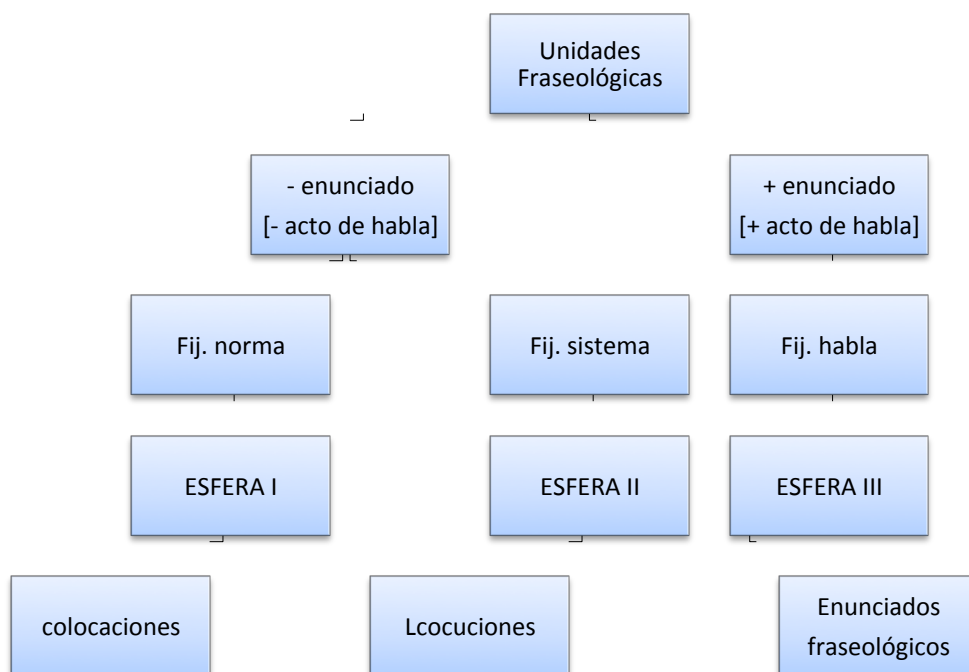 Unidades
Fraseológicas
- enunciado
[- acto de habla]
+ enunciado
[+ acto de habla]
Fij. norma
Fij. sistema
Fij. habla
ESFERA I
ESFERA II
ESFERA III
colocaciones
Lcocuciones
Enunciados
fraseológicos